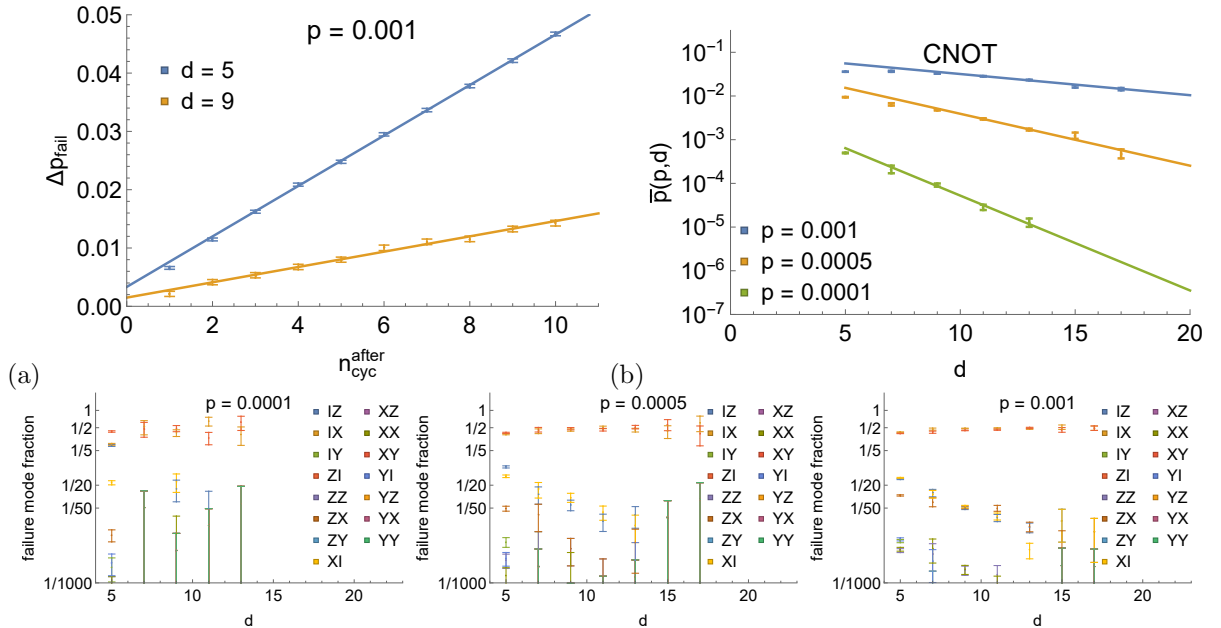 p = 0.001
d = 5
d = 9
Δp_fail
0.05
0.04
0.03
0.02
0.01
0.00
0 2 4 6 8 10
n_cyc^after
CNOT
p̅(p,d)
10^-1
10^-2
10^-3
10^-4
10^-5
10^-6
10^-7
p = 0.001
p = 0.0005
p = 0.0001
0 5 10 15 20
d
(a)
(b)
p = 0.0001
failure mode fraction
1
1/2
1/5
1/20
1/50
1/1000
5 10 15 20
d
IZ XZ
IX XX
IY XY
ZI YI
ZZ YZ
ZX YX
ZY YY
XI
p = 0.0005
failure mode fraction
1
1/2
1/5
1/20
1/50
1/1000
5 10 15 20
d
IZ XZ
IX XX
IY XY
ZI YI
ZZ YZ
ZX YX
ZY YY
XI
p = 0.001
failure mode fraction
1
1/2
1/5
1/20
1/50
1/1000
5 10 15 20
d
IZ XZ
IX XX
IY XY
ZI YI
ZZ YZ
ZX YX
ZY YY
XI